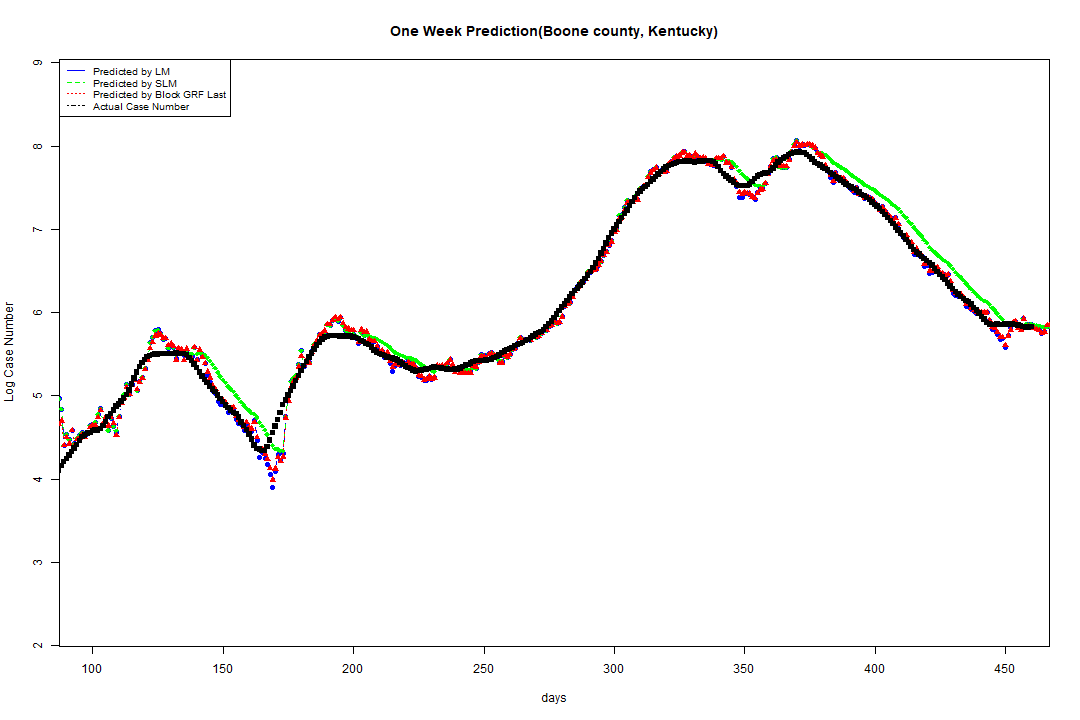 One Week Prediction(Boone county, Kentucky)
Predicted by LM
Predicted by SLM
Predicted by Block GRF Last
Actual Case Number
9
8
7
6
5
4
3
2
Log Case Number
100 150 200 250 300 350 400 450
days